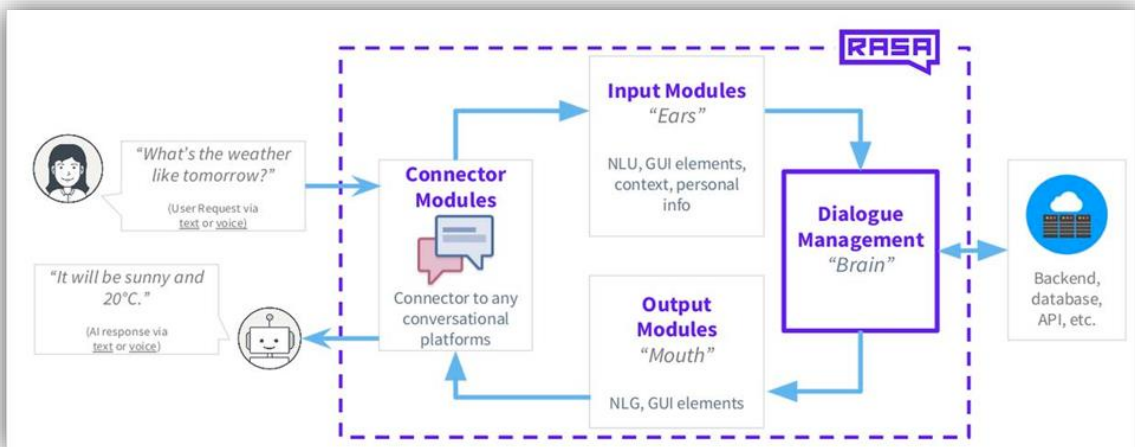 RASA
"What's the weather
like tomorrow?"
(User Request via
text or voice)
"It will be sunny and
20°C."
(AI response via
text or voice)
Connector
Modules
Connector to any
conversational
platforms
Input Modules
"Ears"
NLU, GUI elements,
context, personal
info
Dialogue
Management
"Brain"
Output
Modules
"Mouth"
NLG, GUI elements
Backend,
database,
API, etc.